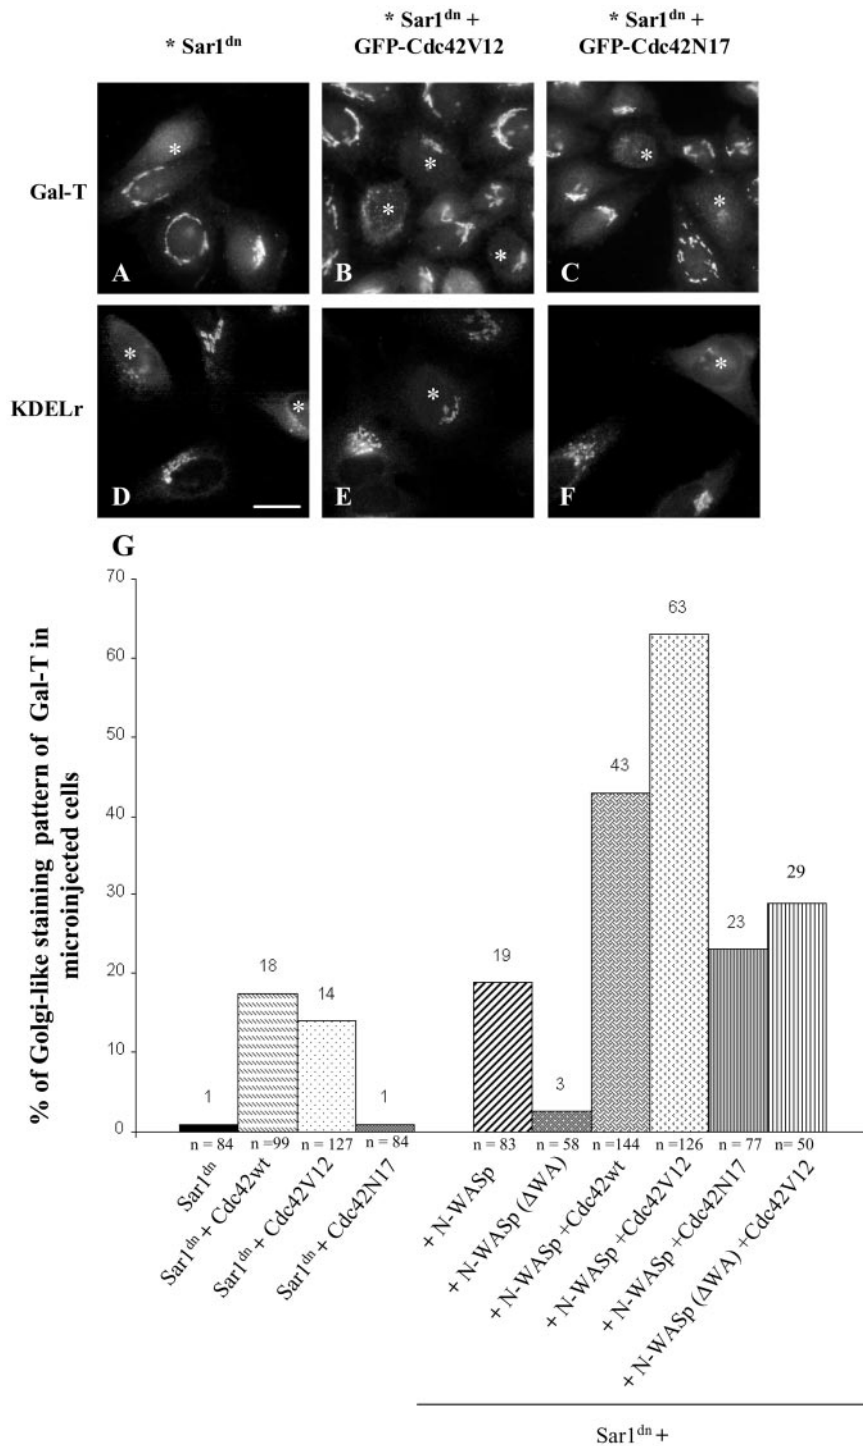 * Sar1dn
* Sar1dn +
GFP-Cdc42V12
* Sar1dn +
GFP-Cdc42N17
Gal-T
*
A
*
*
*
B
*
*
C
KDELr
*
*
D
*
E
*
F
G
% of Golgi-like staining pattern of Gal-T in
microinjected cells
70
60
50
40
30
20
10
0
1
18
14
1
19
3
43
63
23
29
n = 84
n =99
n = 127
n = 84
n = 83
n = 58
n =144
n =126
n = 77
n= 50
Sar1dn
Sar1dn + Cdc42wt
Sar1dn + Cdc42V12
Sar1dn + Cdc42N17
+ N-WASp
+ N-WASp (ΔWA)
+ N-WASp +Cdc42wt
+ N-WASp +Cdc42V12
+ N-WASp +Cdc42N17
+ N-WASp (ΔWA) +Cdc42V12
Sar1dn +